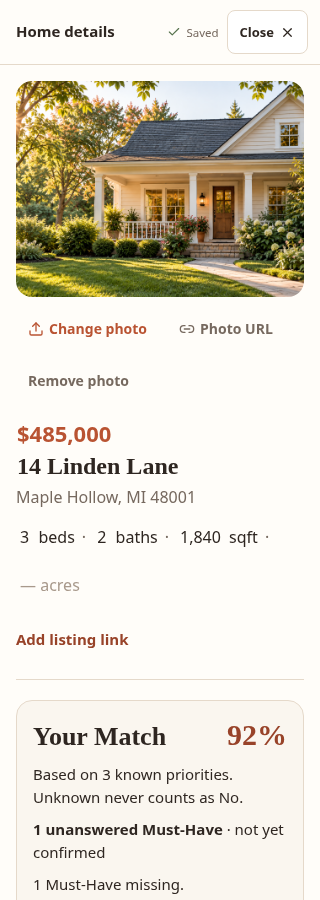 Home details
Saved
Close
Change photo
Photo URL
Remove photo
$485,000
14 Linden Lane
Maple Hollow, MI 48001
3 beds · 2 baths · 1,840 sqft ·
— acres
Add listing link
Your Match 92%
Based on 3 known priorities.
Unknown never counts as No.
1 unanswered Must-Have · not yet
confirmed
1 Must-Have missing.